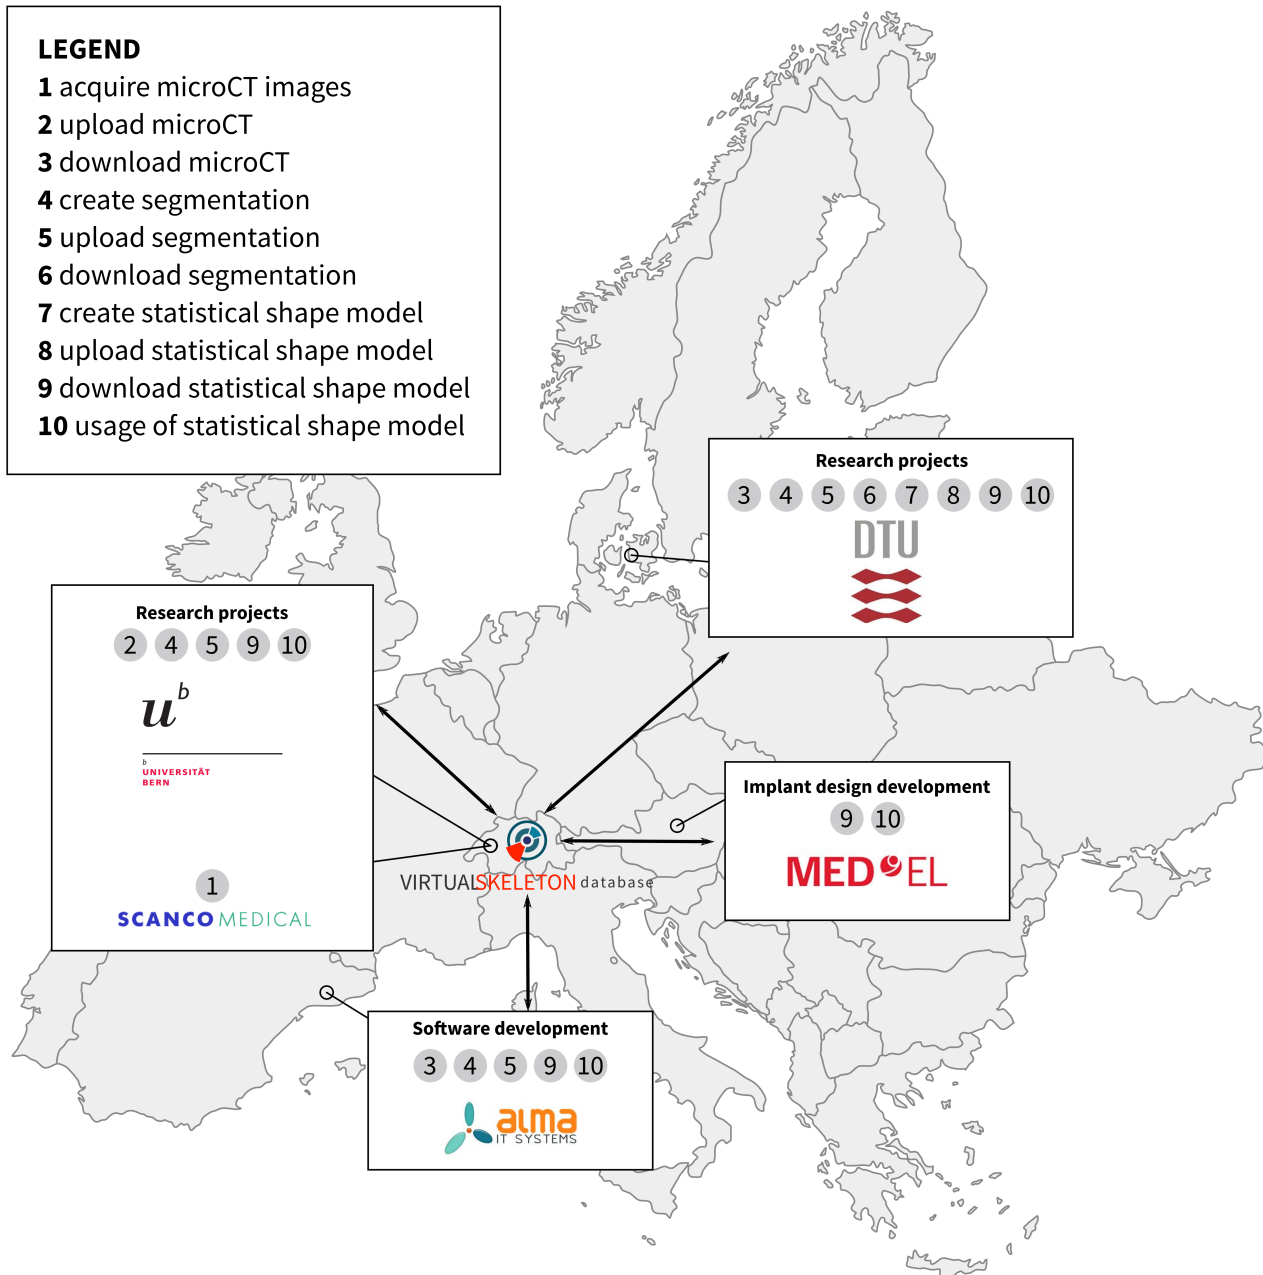 LEGEND
1 acquire microCT images
2 upload microCT
3 download microCT
4 create segmentation
5 upload segmentation
6 download segmentation
7 create statistical shape model
8 upload statistical shape model
9 download statistical shape model
10 usage of statistical shape model
Research projects
3 4 5 6 7 8 9 10
DTU
Research projects
2 4 5 9 10
u b
b
UNIVERSITÄT
BERN
1
SCANCO MEDICAL
Implant design development
9 10
MED EL
VIRTUALSKELETON database
Software development
3 4 5 9 10
alma
IT SYSTEMS